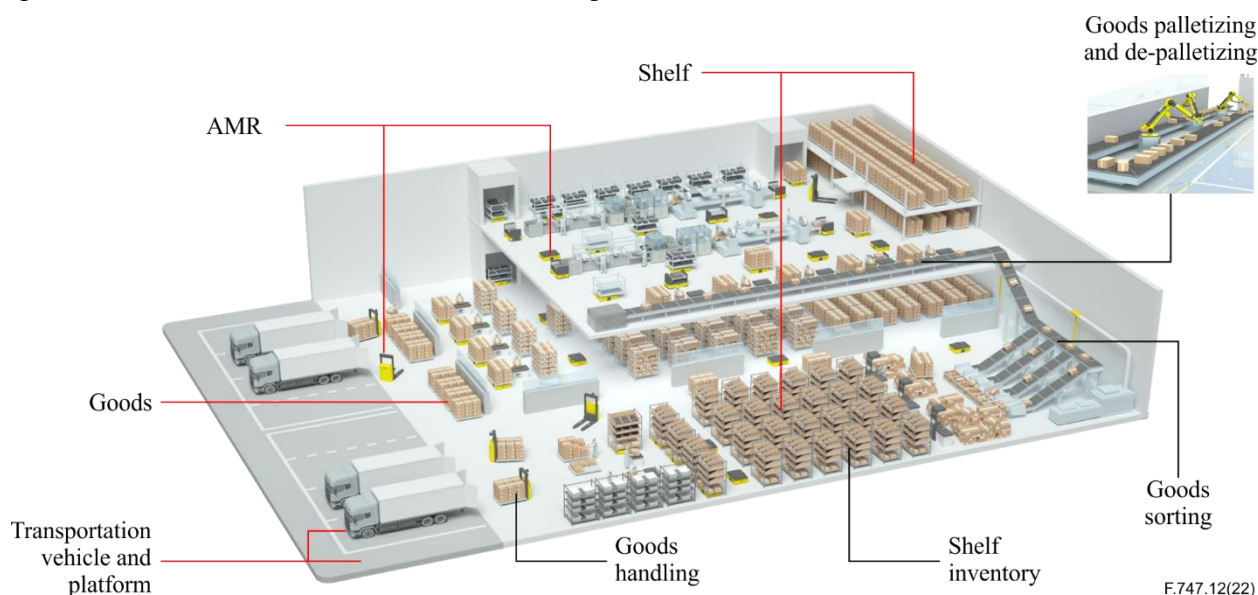 Goods palletizing
and de-palletizing
Shelf
AMR
Goods
Transportation
vehicle and
platform
Goods
handling
Shelf
inventory
Goods
sorting
F.747.12(22)